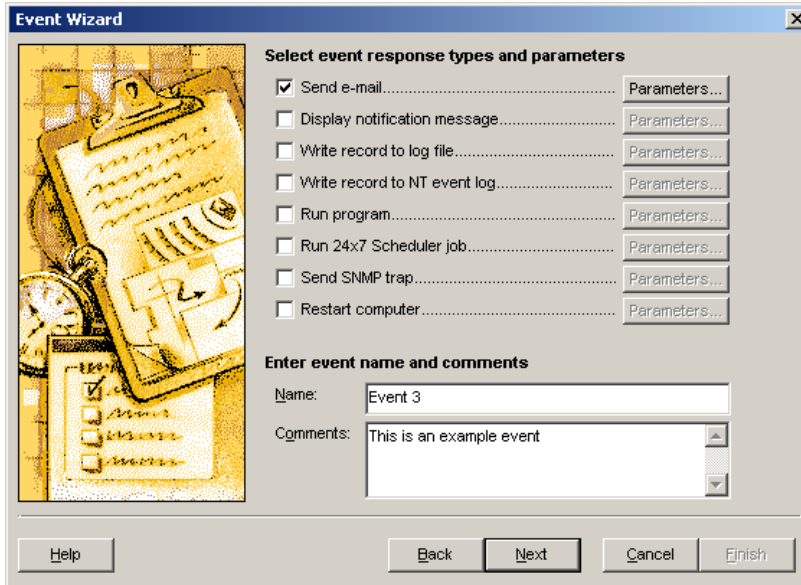 Event Wizard
Select event response types and parameters
Send e-mail.......................................................... Parameters...
Display notification message............................. Parameters...
Write record to log file........................................ Parameters...
Write record to NT event log.............................. Parameters...
Run program....................................................... Parameters...
Run 24x7 Scheduler job..................................... Parameters...
Send SNMP trap................................................ Parameters...
Restart computer............................................... Parameters...
Enter event name and comments
Name: Event 3
Comments: This is an example event
Help Back Next Cancel Finish